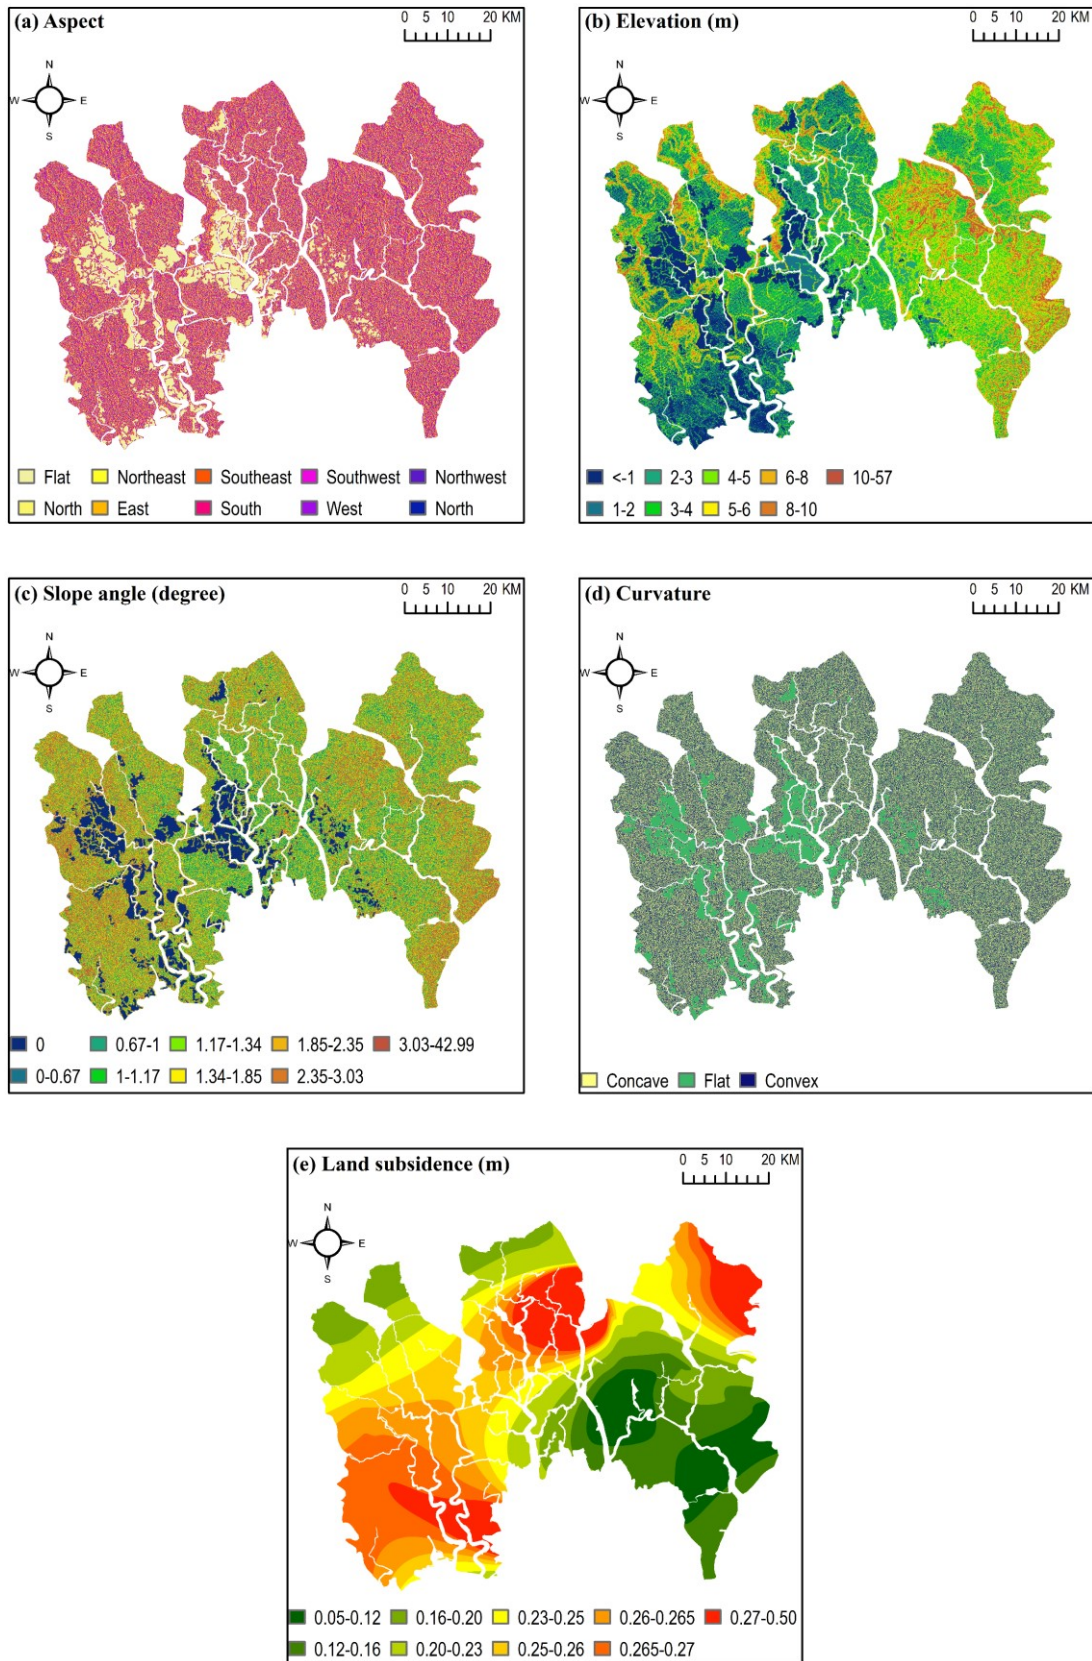 (a) Aspect
0 5 10 20 KM
N
W E
S
Flat Northeast Southeast Southwest Northwest
North East South West North
(b) Elevation (m)
0 5 10 20 KM
N
W E
S
<-1 2-3 4-5 6-8 10-57
1-2 3-4 5-6 8-10
(c) Slope angle (degree)
0 5 10 20 KM
N
W E
S
0 0.67-1 1.17-1.34 1.85-2.35 3.03-42.99
0-0.67 1-1.17 1.34-1.85 2.35-3.03
(d) Curvature
0 5 10 20 KM
N
W E
S
Concave Flat Convex
(e) Land subsidence (m)
0 5 10 20 KM
N
W E
S
0.05-0.12 0.16-0.20 0.23-0.25 0.26-0.265 0.27-0.50
0.12-0.16 0.20-0.23 0.25-0.26 0.265-0.27